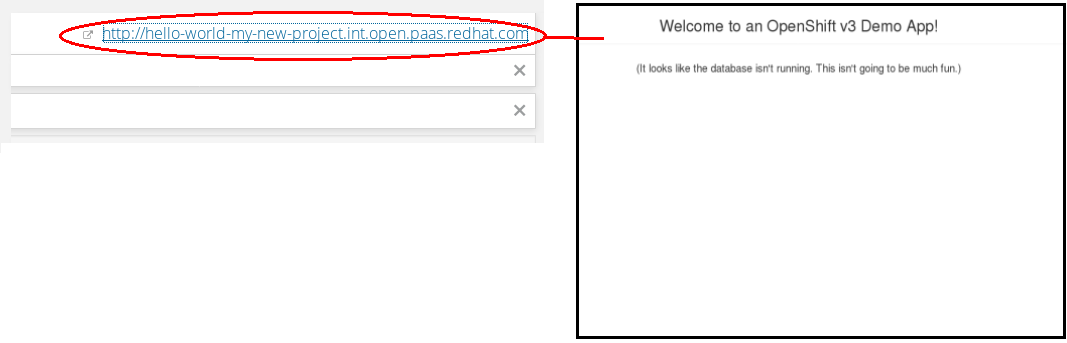 http://hello-world-my-new-project.int.open.paas.redhat.com
Welcome to an OpenShift v3 Demo App!
(It looks like the database isn't running. This isn't going to be much fun.)